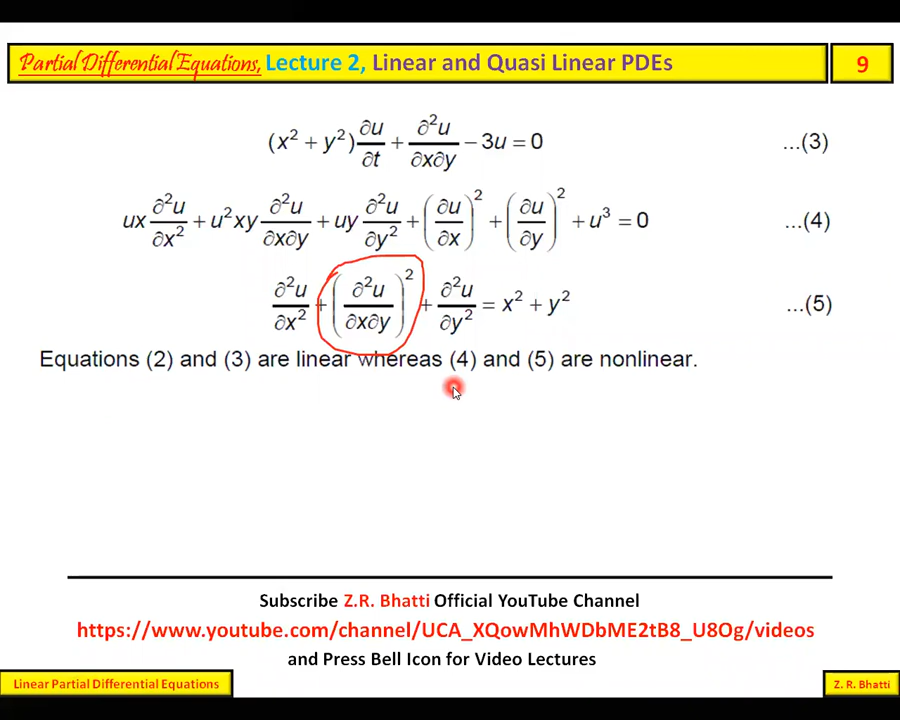 Partial Differential Equations, Lecture 2, Linear and Quasi Linear PDEs 9
(x² + y²) ∂u/∂t + ∂²u/∂x∂y − 3u = 0 ...(3)
ux ∂²u/∂x² + u²xy ∂²u/∂x∂y + uy ∂²u/∂y² + (∂u/∂x)² + (∂u/∂y)² + u³ = 0 ...(4)
∂²u/∂x² + (∂²u/∂x∂y)² + ∂²u/∂y² = x² + y² ...(5)
Equations (2) and (3) are linear whereas (4) and (5) are nonlinear.
Subscribe Z.R. Bhatti Official YouTube Channel
https://www.youtube.com/channel/UCA_XQowMhWDbME2tB8_U8Og/videos
and Press Bell Icon for Video Lectures
Linear Partial Differential Equations Z. R. Bhatti